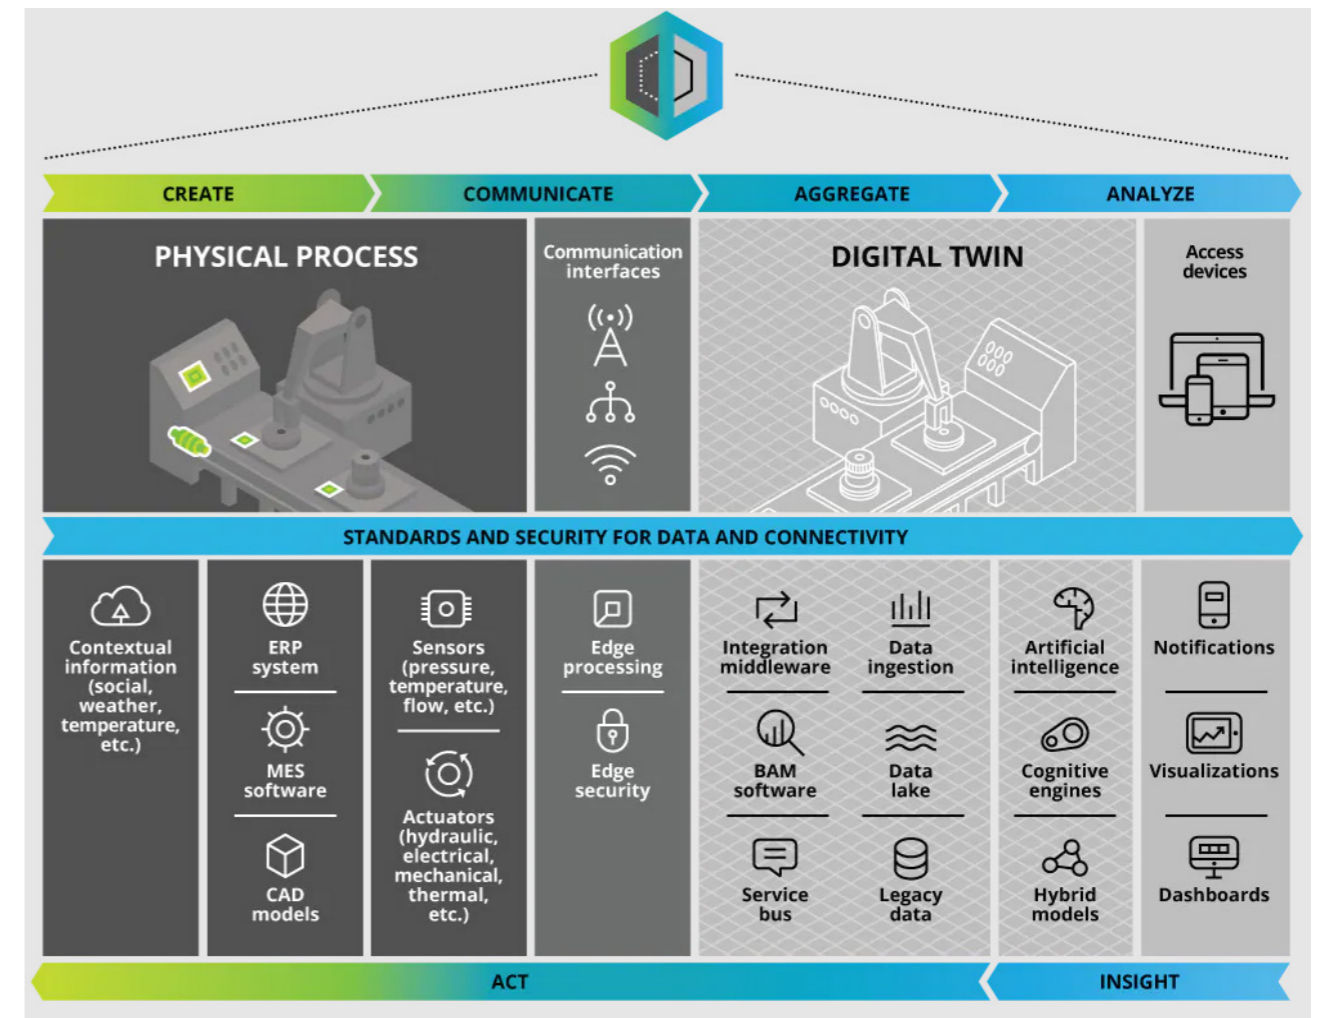 CREATE
COMMUNICATE
AGGREGATE
ANALYZE
PHYSICAL PROCESS
Communication
interfaces
DIGITAL TWIN
Access
devices
STANDARDS AND SECURITY FOR DATA AND CONNECTIVITY
Contextual
information
(social,
weather,
temperature,
etc.)
ERP
system
MES
software
CAD
models
Sensors
(pressure,
temperature,
flow, etc.)
Actuators
(hydraulic,
electrical,
mechanical,
thermal,
etc.)
Edge
processing
Edge
security
Integration
middleware
BAM
software
Service
bus
Data
ingestion
Data
lake
Legacy
data
Artificial
intelligence
Cognitive
engines
Hybrid
models
Notifications
Visualizations
Dashboards
ACT
INSIGHT